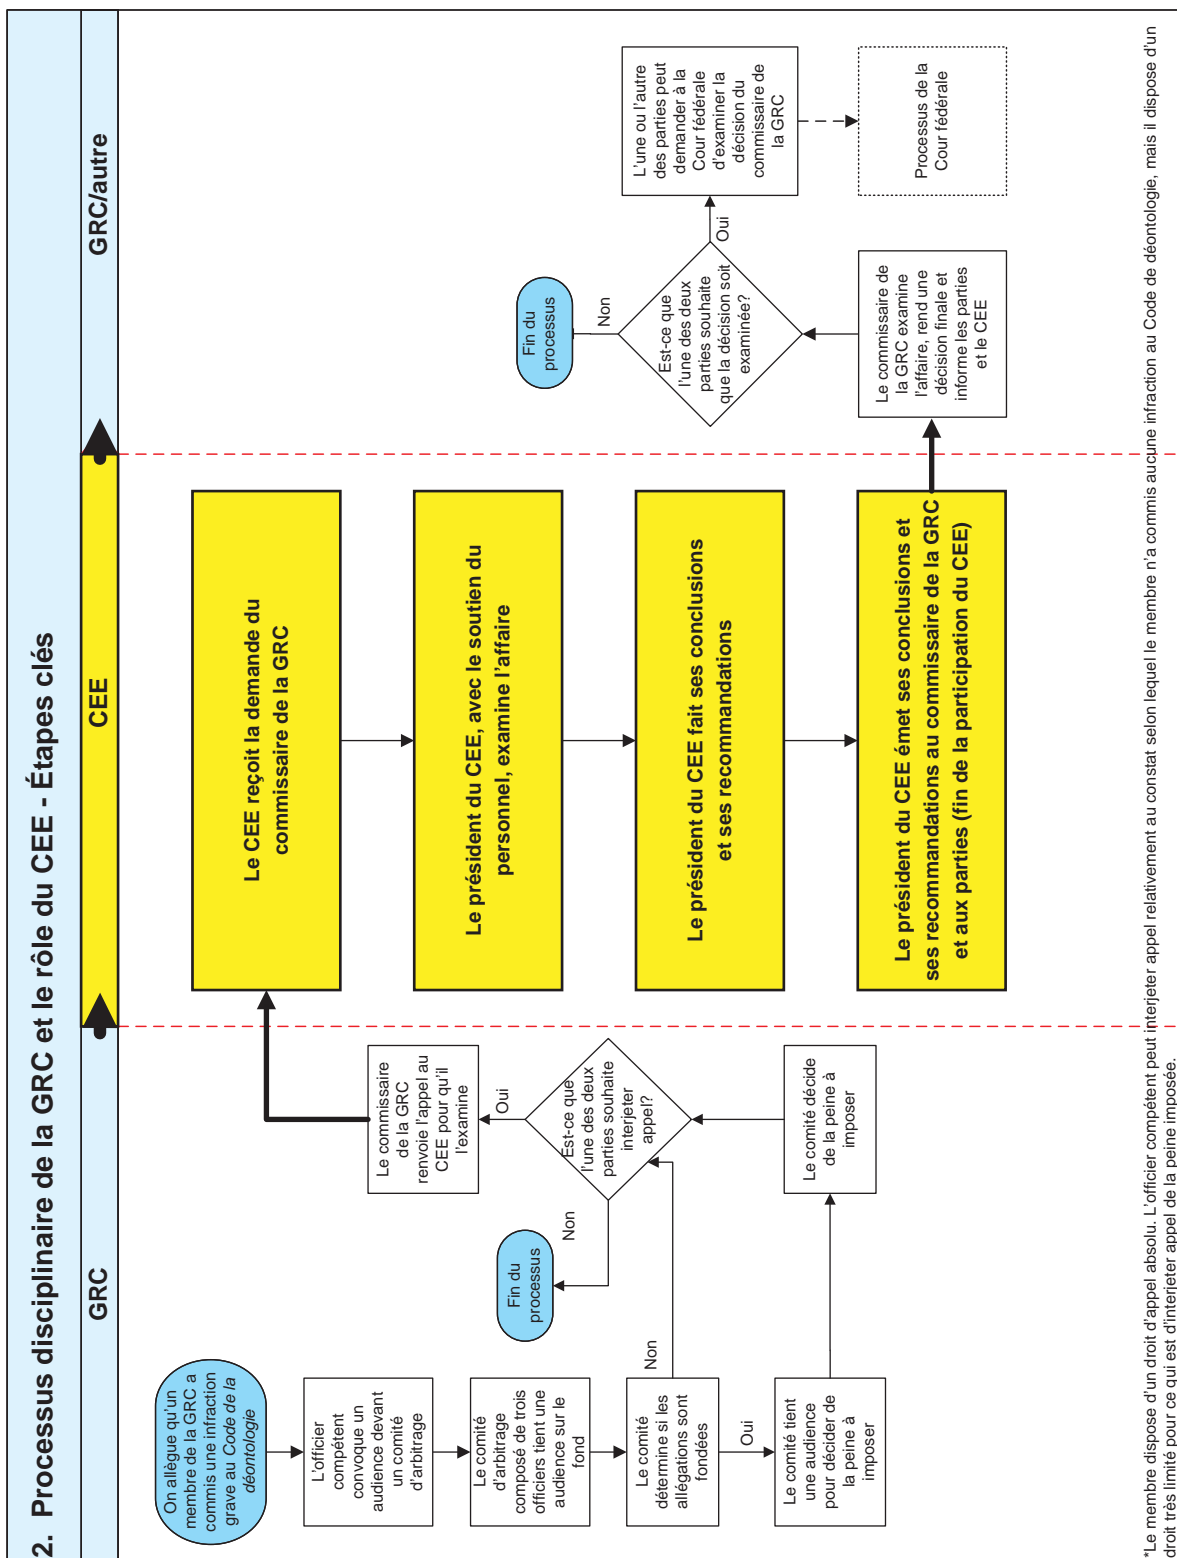 2. Processus disciplinaire de la GRC et le rôle du CEE - Étapes clés
GRC
CEE
GRC/autre
On allègue qu'un
membre de la GRC a
commis une infraction
grave au Code de la
déontologie
L'officier
compétent
convoque un
audience devant
un comité
d'arbitrage
Le comité
d'arbitrage
composé de trois
officiers tient une
audience sur le
fond
Le comité
détermine si les
allégations sont
fondées
Non
Oui
Le comité tient
une audience
pour décider de
la peine à
imposer
Le comité décide
de la peine à
imposer
Est-ce que
l'une des deux
parties souhaite
interjeter
appel?
Non
Fin du
processus
Oui
Le commissaire
de la GRC
renvoie l'appel au
CEE pour qu'il
l'examine
Le CEE reçoit la demande du
commissaire de la GRC
Le président du CEE, avec le soutien du
personnel, examine l'affaire
Le président du CEE fait ses conclusions
et ses recommandations
Le président du CEE émet ses conclusions et
ses recommandations au commissaire de la GRC
et aux parties (fin de la participation du CEE)
Le commissaire de
la GRC examine
l'affaire, rend une
décision finale et
informe les parties
et le CEE
Est-ce que
l'une des deux
parties souhaite
que la décision soit
examinée?
Non
Fin du
processus
Oui
L'une ou l'autre
des parties peut
demander à la
Cour fédérale
d'examiner la
décision du
commissaire de
la GRC
Processus de la
Cour fédérale
*Le membre dispose d'un droit d'appel absolu. L'officier compétent peut interjeter appel relativement au constat selon lequel le membre n'a commis aucune infraction au Code de déontologie, mais il dispose d'un
droit très limité pour ce qui est d'interjeter appel de la peine imposée.